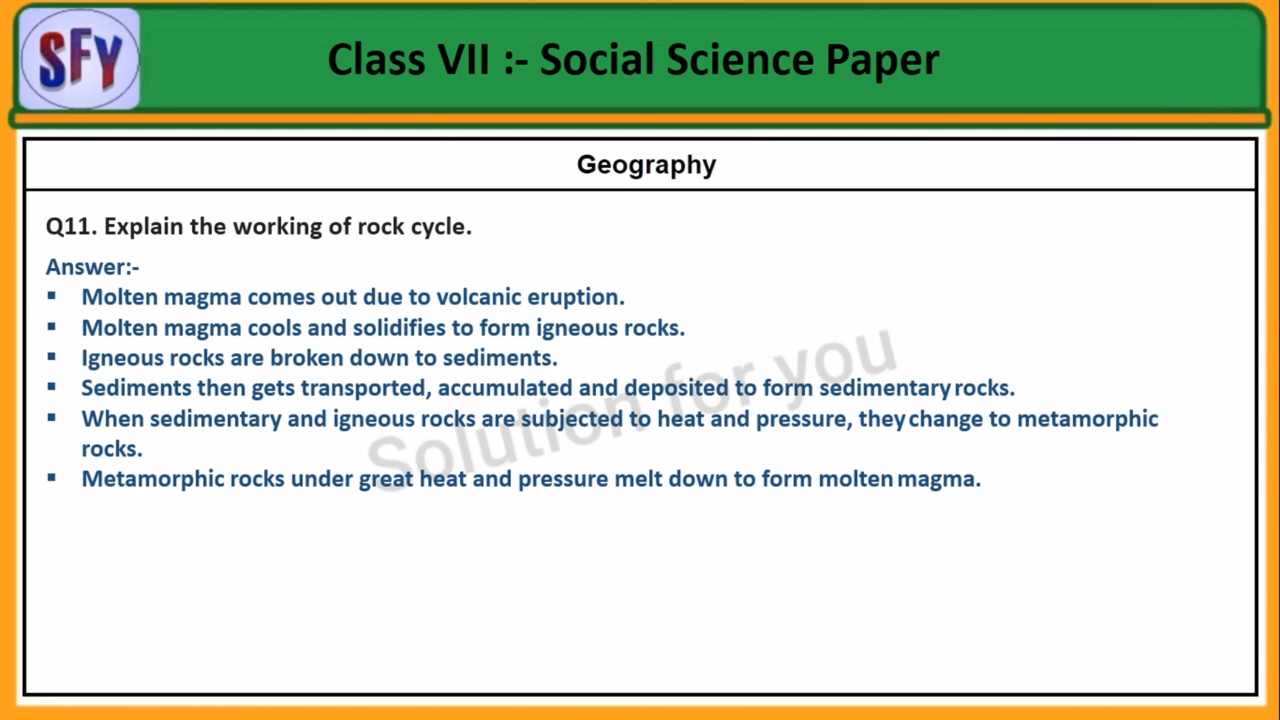 SFY
Class VII :- Social Science Paper
Geography
Q11. Explain the working of rock cycle.
Answer:-
▪ Molten magma comes out due to volcanic eruption.
▪ Molten magma cools and solidifies to form igneous rocks.
▪ Igneous rocks are broken down to sediments.
▪ Sediments then gets transported, accumulated and deposited to form sedimentary rocks.
▪ When sedimentary and igneous rocks are subjected to heat and pressure, they change to metamorphic
rocks.
▪ Metamorphic rocks under great heat and pressure melt down to form molten magma.
Solution for you